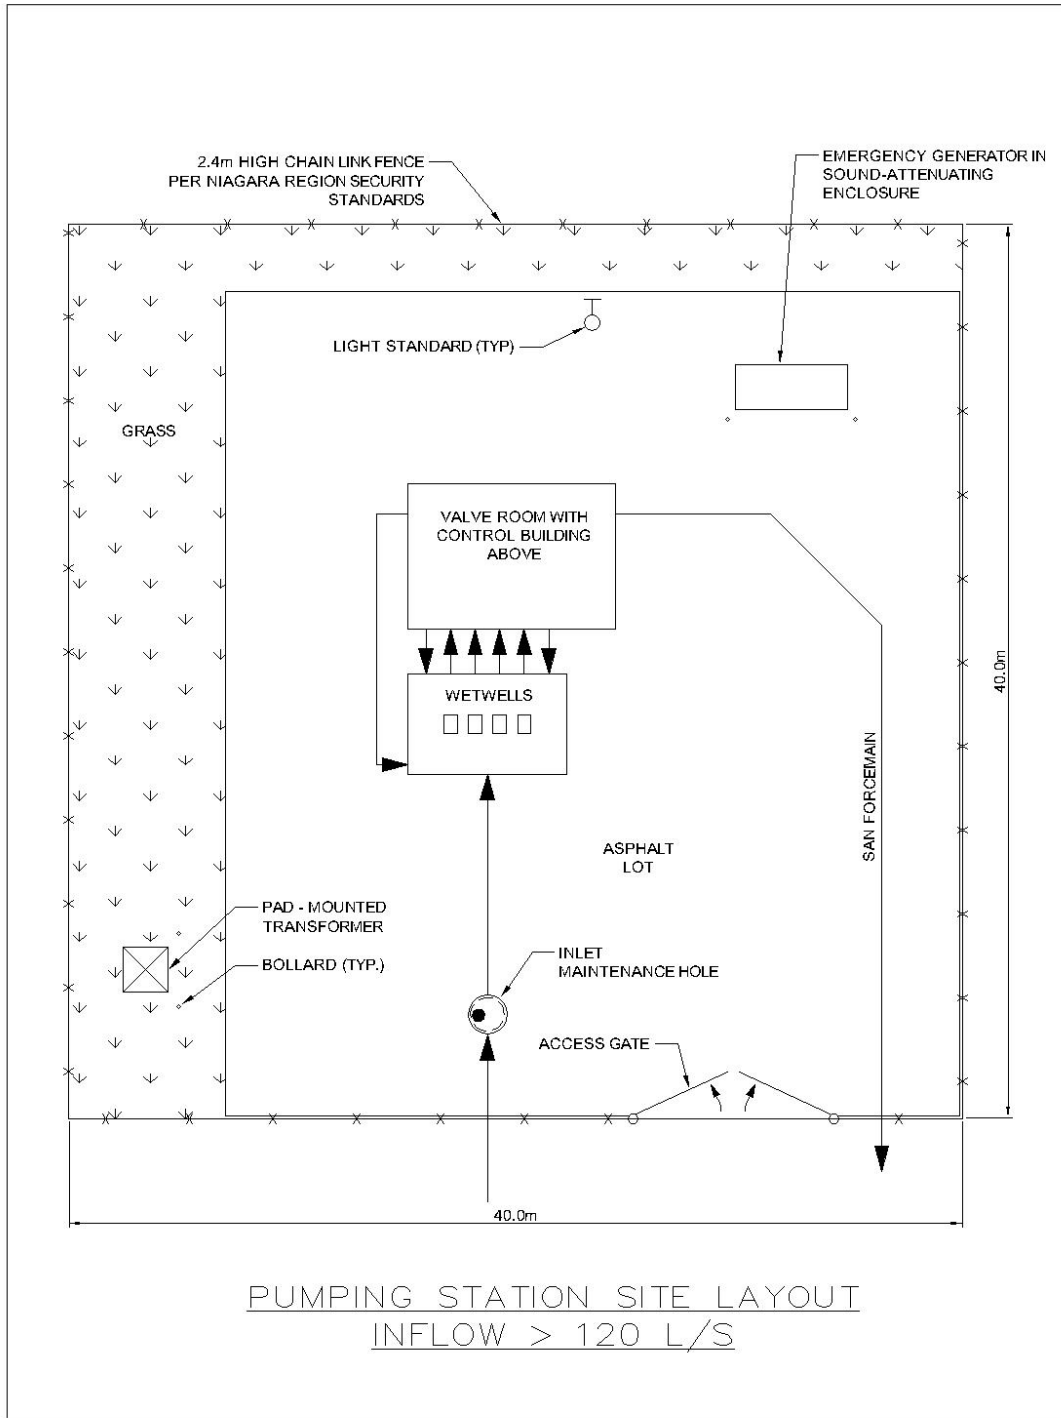 2.4m HIGH CHAIN LINK FENCE
PER NIAGARA REGION SECURITY
STANDARDS
EMERGENCY GENERATOR IN
SOUND-ATTENUATING
ENCLOSURE
LIGHT STANDARD (TYP)
GRASS
VALVE ROOM WITH
CONTROL BUILDING
ABOVE
WETWELLS
40.0m
SAN FORCEMAIN
ASPHALT
LOT
PAD - MOUNTED
TRANSFORMER
BOLLARD (TYP.)
INLET
MAINTENANCE HOLE
ACCESS GATE
40.0m
PUMPING STATION SITE LAYOUT
INFLOW > 120 L/S